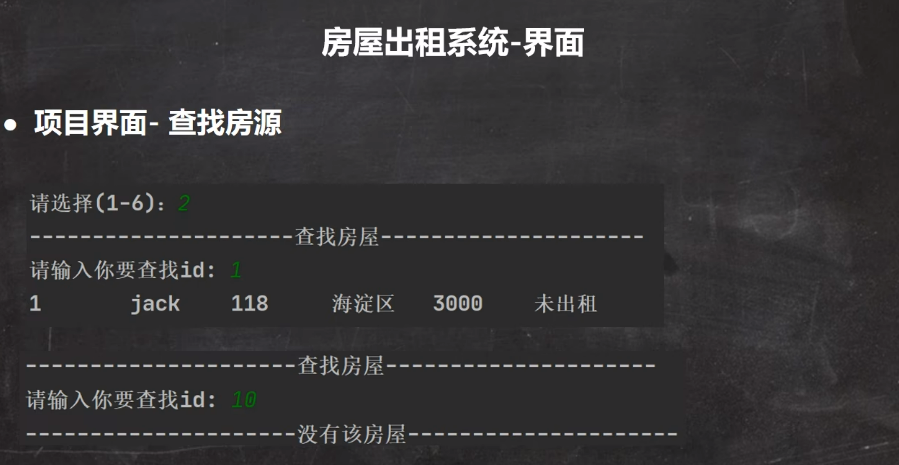 房屋出租系统-界面
● 项目界面- 查找房源
请选择(1-6): 2
---------------------查找房屋---------------------
请输入你要查找id: 1
1 jack 118 海淀区 3000 未出租
---------------------查找房屋---------------------
请输入你要查找id: 10
---------------------没有该房屋---------------------